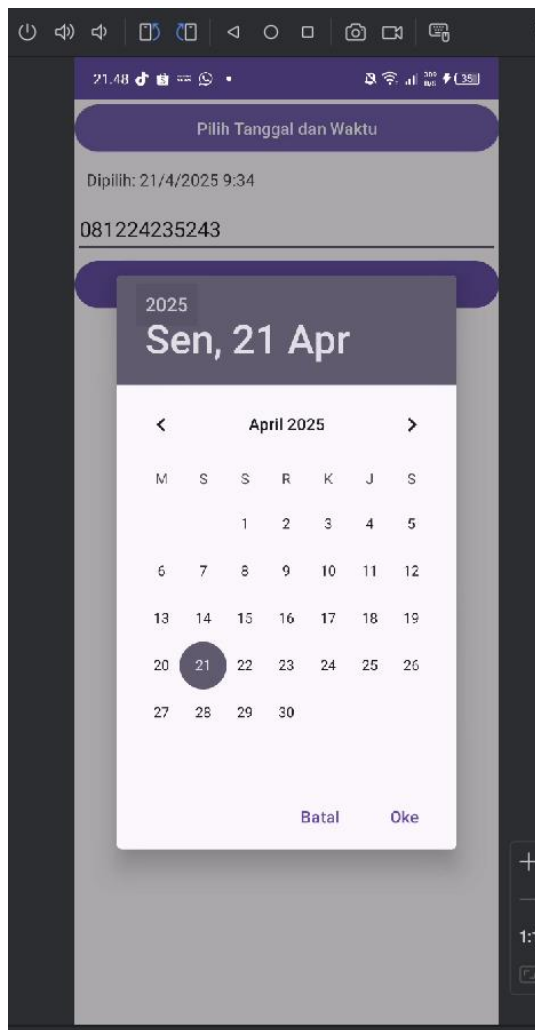 21.48
35
Pilih Tanggal dan Waktu
Dipilih: 21/4/2025 9:34
081224235243
2025
Sen, 21 Apr
April 2025
M S S R K J S
1 2 3 4 5
6 7 8 9 10 11 12
13 14 15 16 17 18 19
20 21 22 23 24 25 26
27 28 29 30
Batal Oke